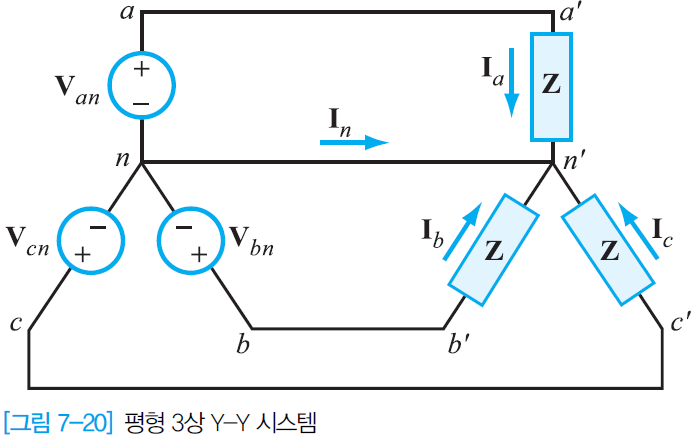 a a'
+
V_an
−
I_a
Z
I_n
n n'
V_cn − − V_bn
+ +
I_b Z Z I_c
c b b' c'
[그림 7-20] 평형 3상 Y-Y 시스템